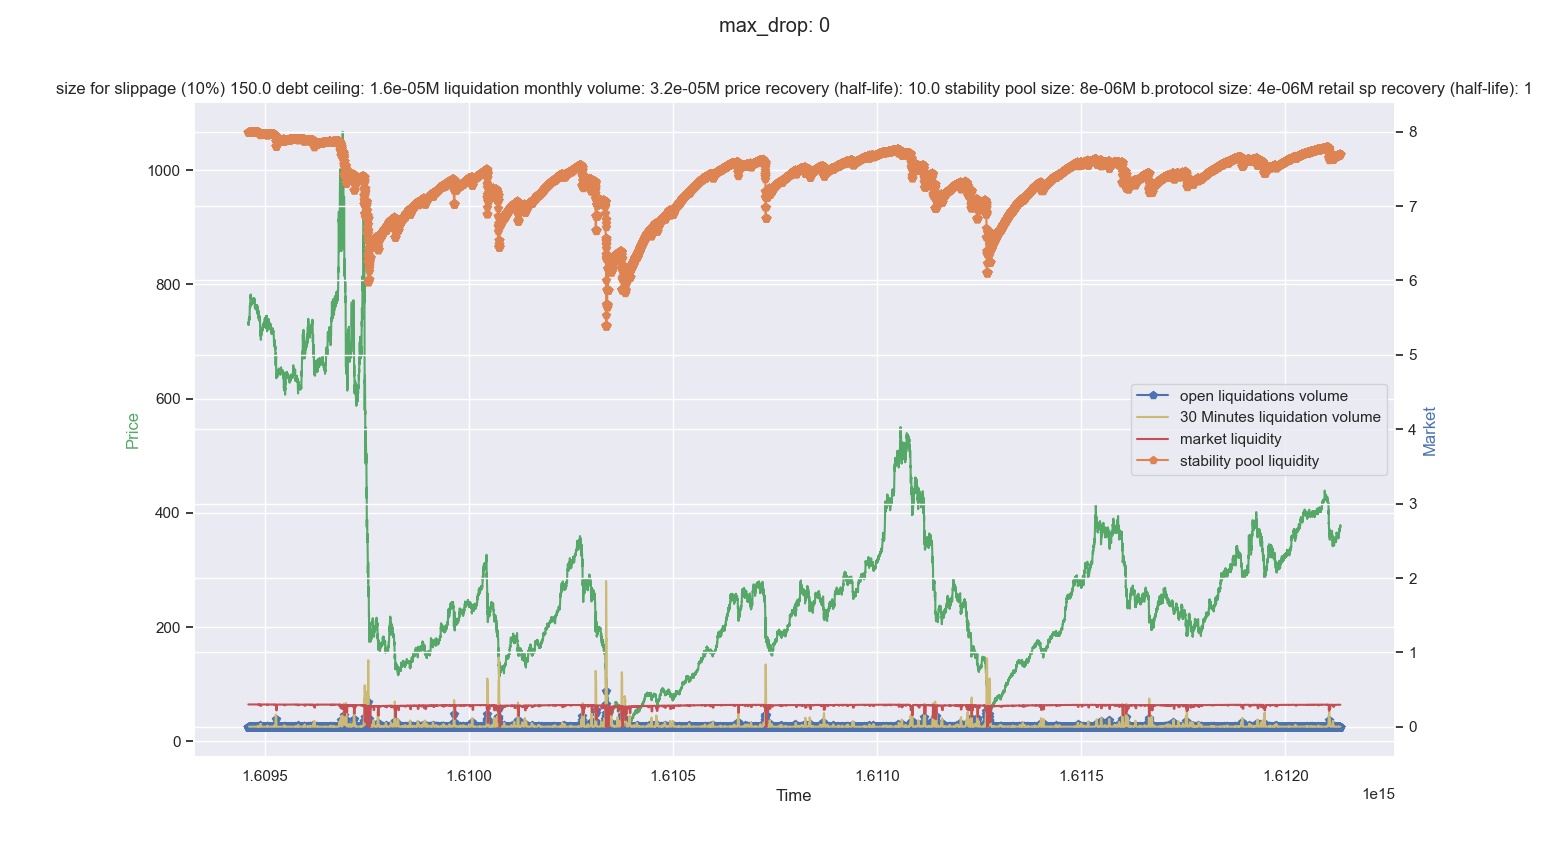 max_drop: 0
size for slippage (10%) 150.0 debt ceiling: 1.6e-05M liquidation monthly volume: 3.2e-05M price recovery (half-life): 10.0 stability pool size: 8e-06M b.protocol size: 4e-06M retail sp recovery (half-life): 1
1000
800
600
400
200
0
Price
8
7
6
5
4
3
2
1
0
Market
open liquidations volume
30 Minutes liquidation volume
market liquidity
stability pool liquidity
1.6095 1.6100 1.6105 1.6110 1.6115 1.6120
Time
1e15